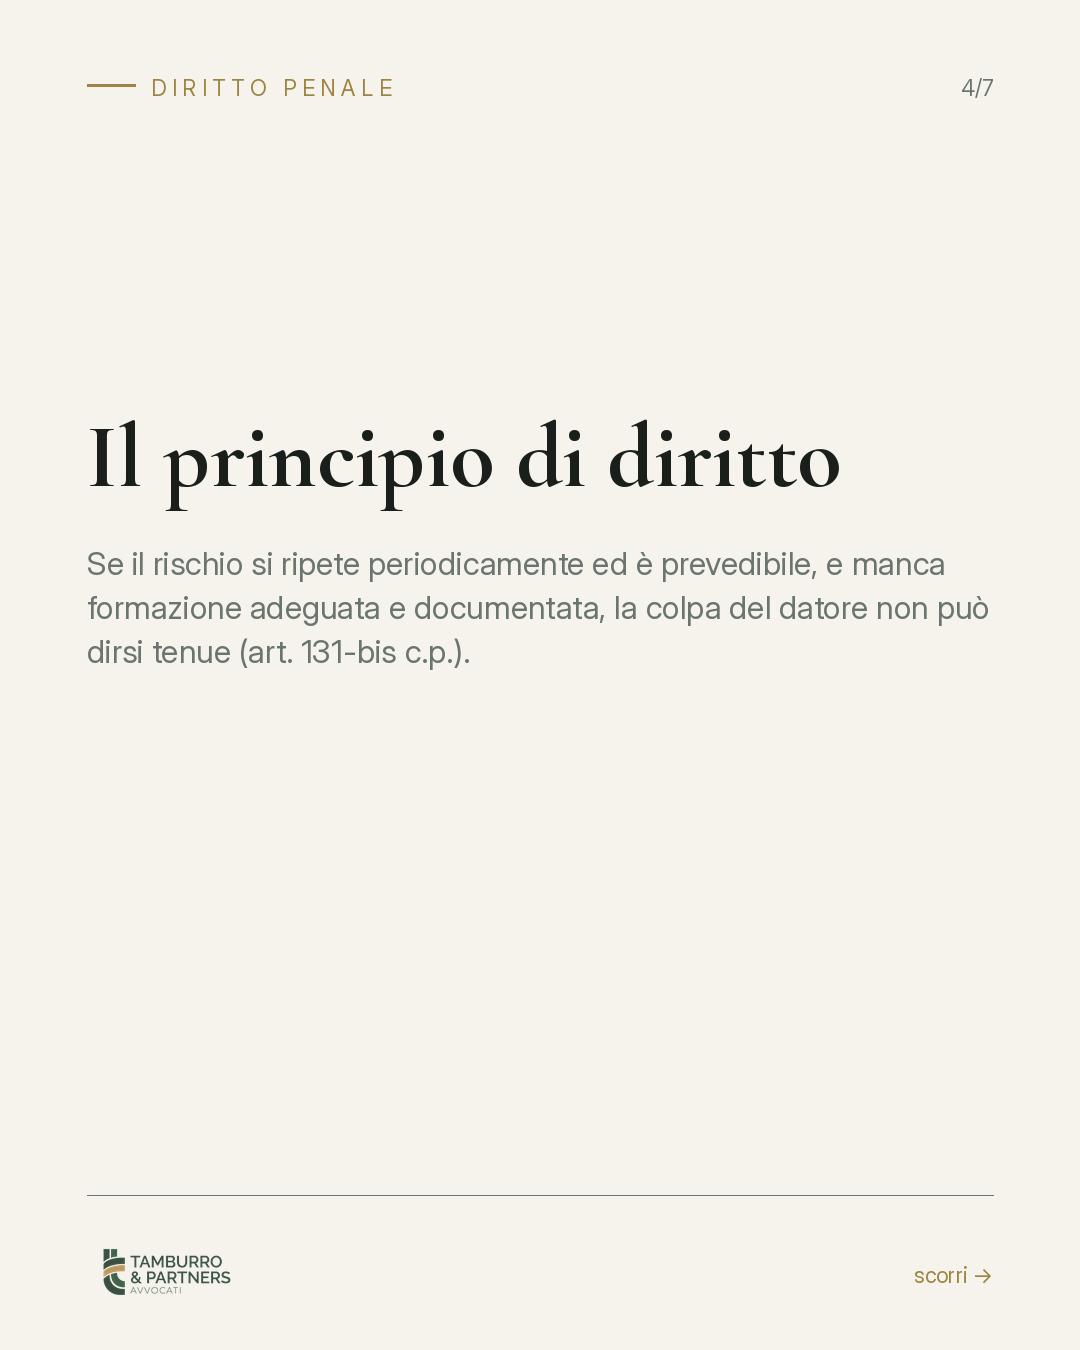 DIRITTO PENALE
4/7
Il principio di diritto
Se il rischio si ripete periodicamente ed è prevedibile, e manca
formazione adeguata e documentata, la colpa del datore non può
dirsi tenue (art. 131-bis c.p.).
TAMBURRO
& PARTNERS
AVVOCATI
scorri →